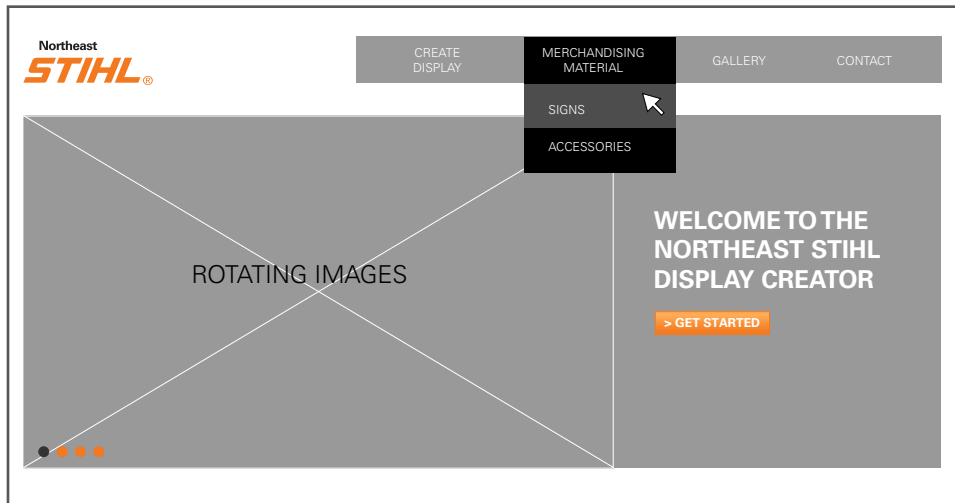 Northeast
STIHL®
CREATE
DISPLAY
MERCHANDISING
MATERIAL
GALLERY
CONTACT
SIGNS
ACCESSORIES
ROTATING IMAGES
WELCOME TO THE
NORTHEAST STIHL
DISPLAY CREATOR
> GET STARTED